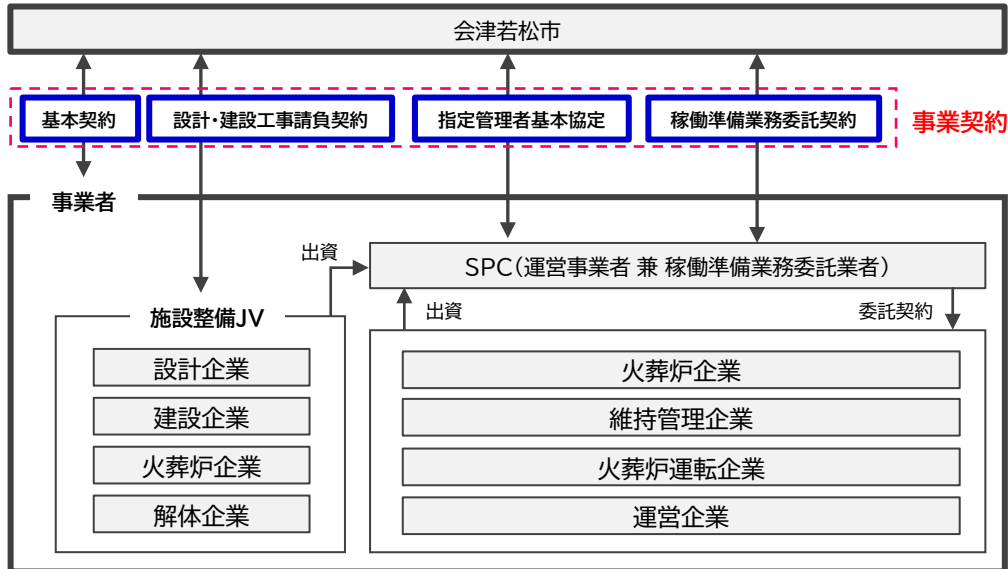 会津若松市
基本契約
設計・建設工事請負契約
指定管理者基本協定
稼働準備業務委託契約
事業契約
事業者
出資
SPC（運営事業者 兼 稼働準備業務委託業者）
出資
委託契約
施設整備JV
設計企業
建設企業
火葬炉企業
解体企業
火葬炉企業
維持管理企業
火葬炉運転企業
運営企業